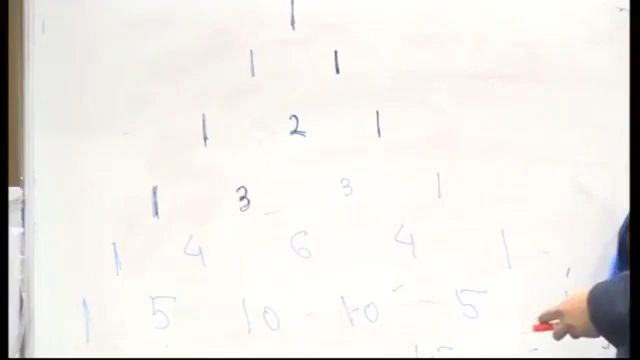 1
1 1
1 2 1
1 3 3 1
1 4 6 4 1
1 5 10 10 5 1